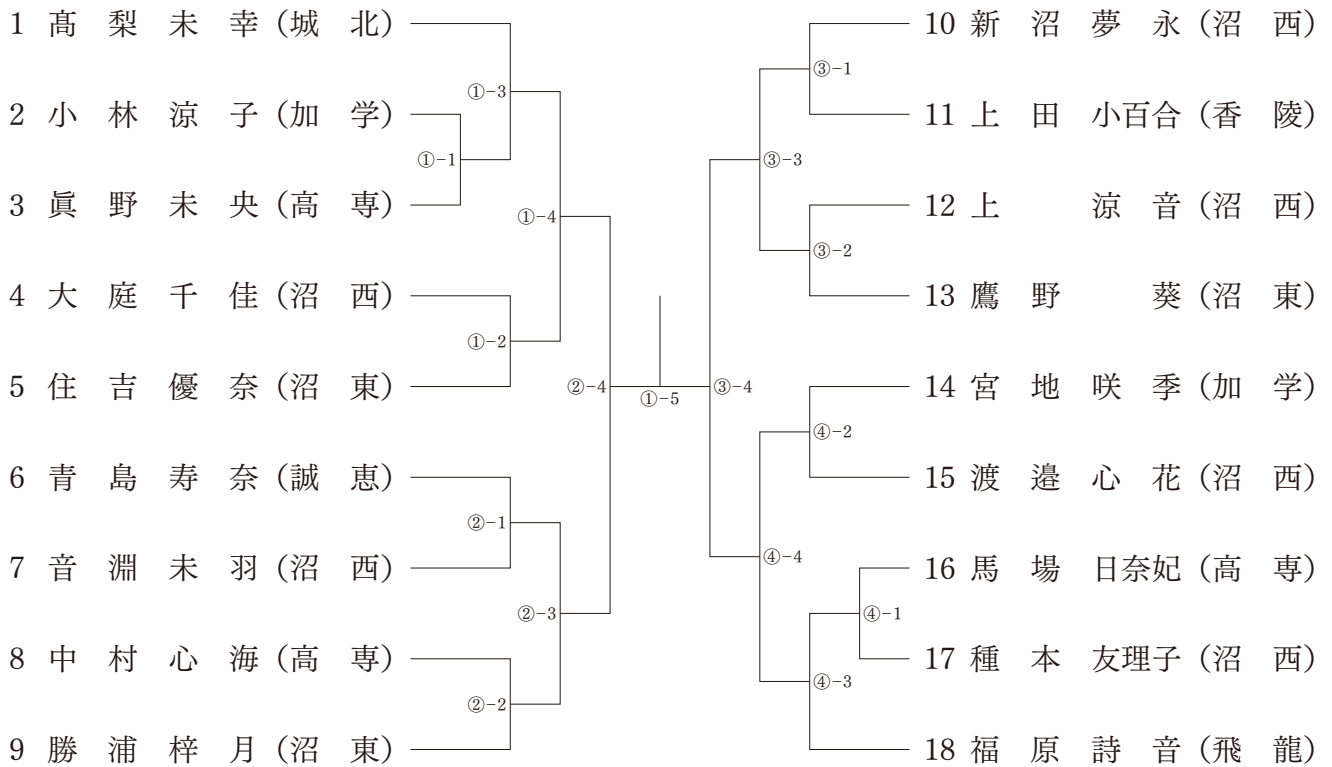 1 髙梨未幸（城北）
①-3
2 小林涼子（加学）
①-1
3 眞野未央（高専）
①-4
4 大庭千佳（沼西）
①-2
5 住吉優奈（沼東）
②-4
6 青島寿奈（誠恵）
②-1
7 音淵未羽（沼西）
②-3
8 中村心海（高専）
②-2
9 勝浦梓月（沼東）
①-5
10 新沼夢永（沼西）
③-1
11 上田小百合（香陵）
③-3
12 上涼音（沼西）
③-2
13 鷹野葵（沼東）
③-4
14 宮地咲季（加学）
④-2
15 渡邉心花（沼西）
④-4
16 馬場日奈妃（高専）
④-1
17 種本友理子（沼西）
④-3
18 福原詩音（飛龍）